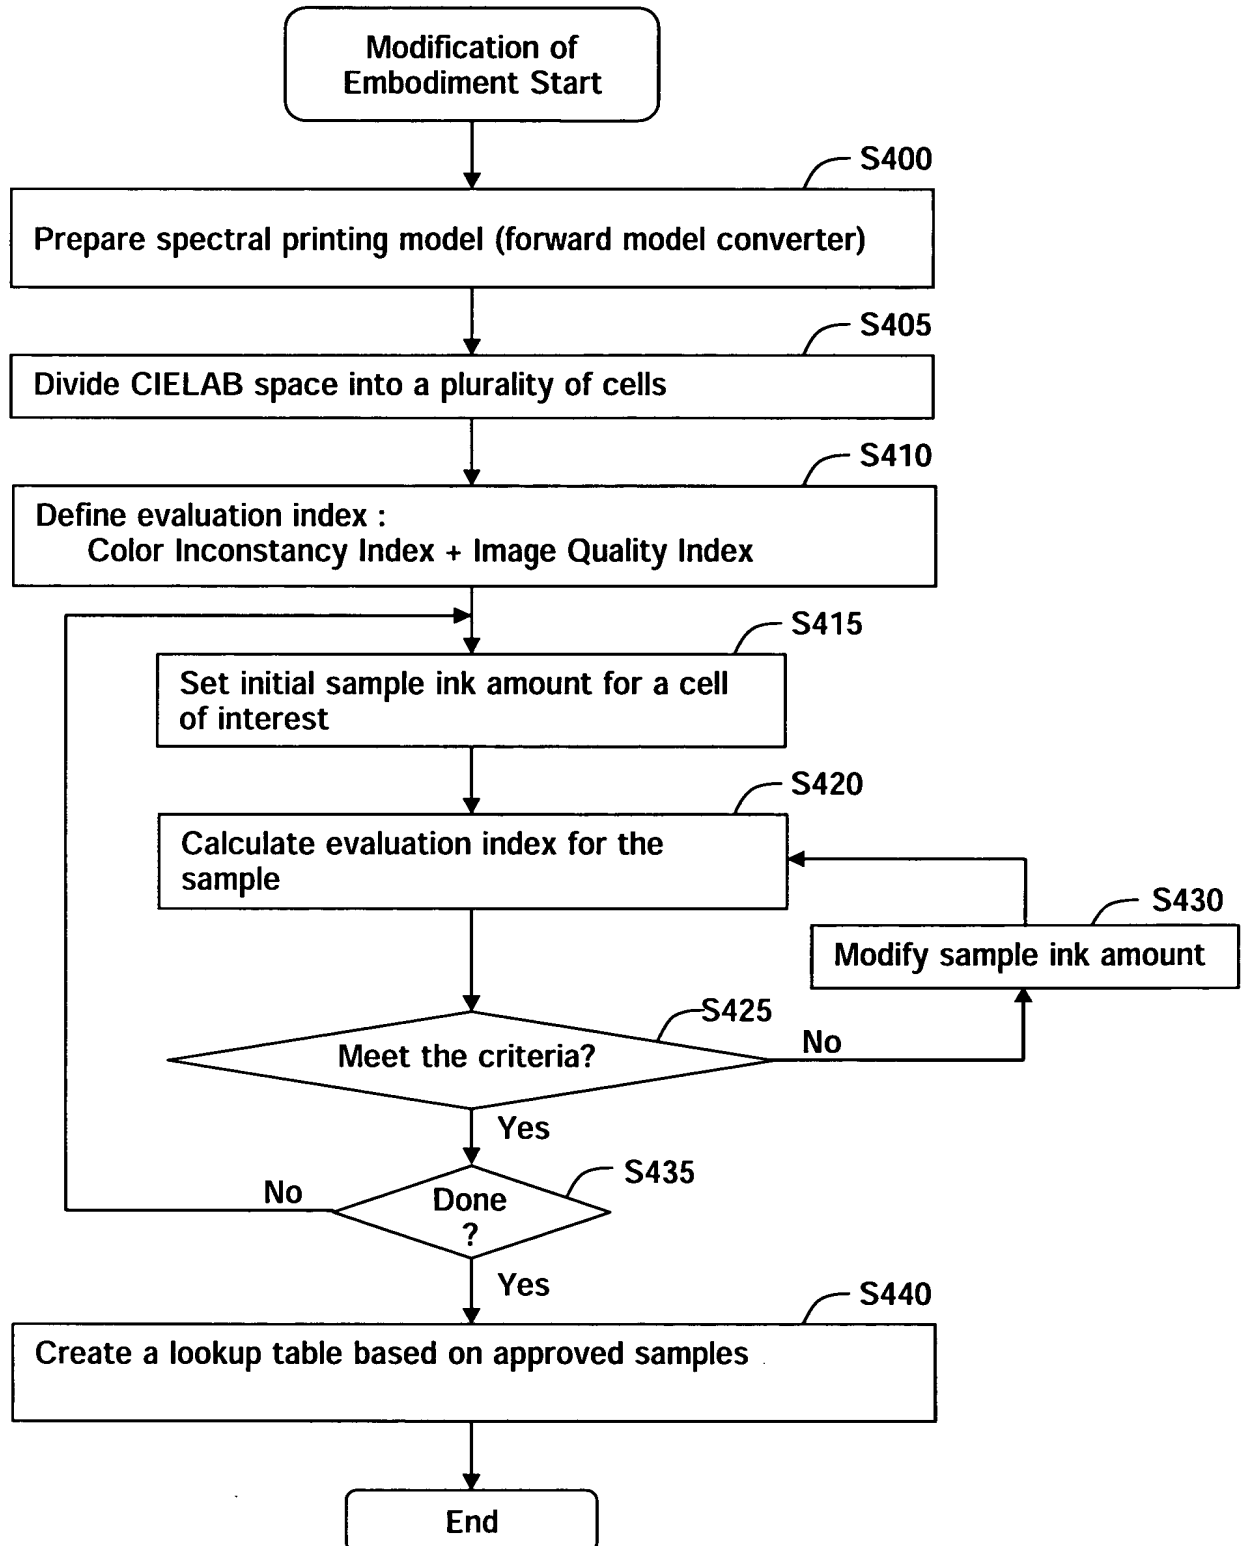 Modification of
Embodiment Start
S400
Prepare spectral printing model (forward model converter)
S405
Divide CIELAB space into a plurality of cells
S410
Define evaluation index :
Color Inconstancy Index + Image Quality Index
S415
Set initial sample ink amount for a cell
of interest
S420
Calculate evaluation index for the
sample
S430
Modify sample ink amount
S425
Meet the criteria?
No
Yes
S435
No
Done
?
Yes
S440
Create a lookup table based on approved samples
End